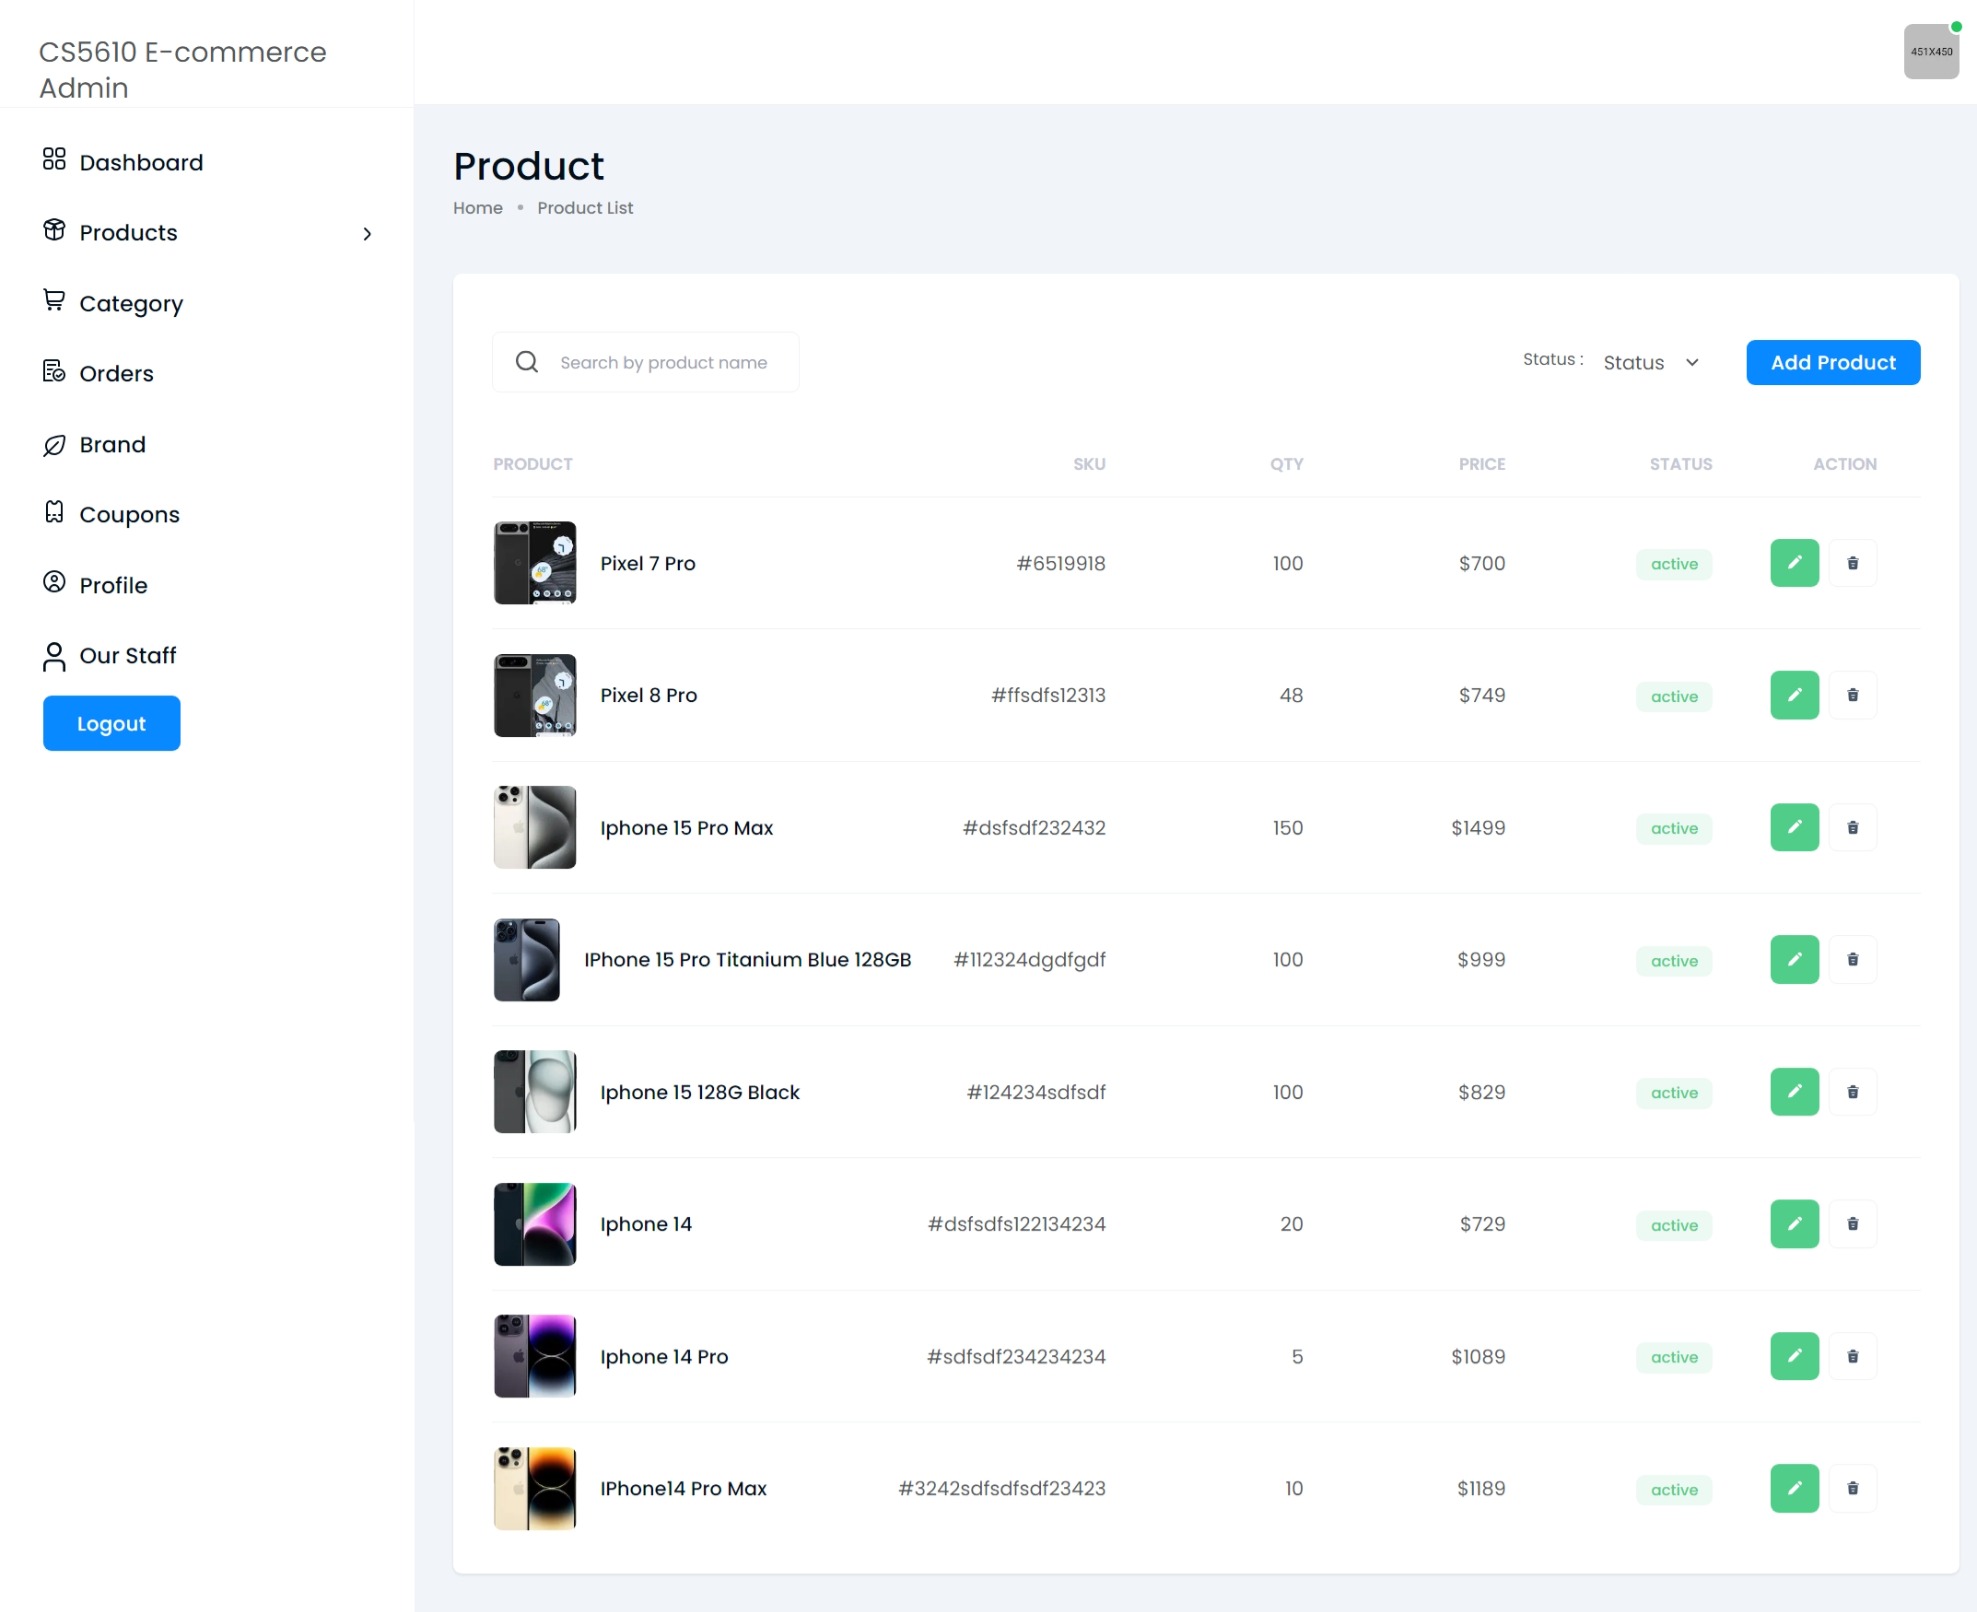 CS5610 E-commerce
Admin
451X450
Dashboard
Products
Category
Orders
Brand
Coupons
Profile
Our Staff
Logout
Product
Home • Product List
Search by product name
Status : Status
Add Product
PRODUCT SKU QTY PRICE STATUS ACTION
Pixel 7 Pro #6519918 100 $700 active
Pixel 8 Pro #ffsdfs12313 48 $749 active
Iphone 15 Pro Max #dsfsdf232432 150 $1499 active
IPhone 15 Pro Titanium Blue 128GB #112324dgdfgdf 100 $999 active
Iphone 15 128G Black #124234sdfsdf 100 $829 active
Iphone 14 #dsfsdfs122134234 20 $729 active
Iphone 14 Pro #sdfsdf234234234 5 $1089 active
IPhone14 Pro Max #3242sdfsdfsdf23423 10 $1189 active